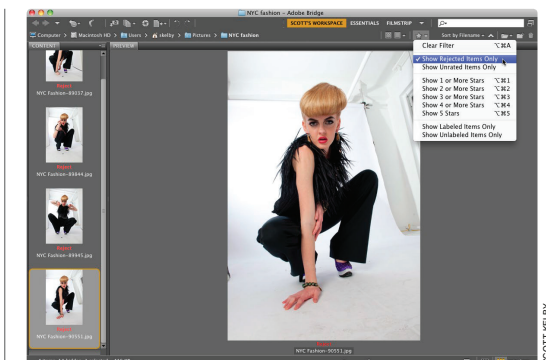 NYC fashion – Adobe Bridge
SCOTT'S WORKSPACE ESSENTIALS FILMSTRIP
Computer > Macintosh HD > Users > skelby > Pictures > NYC fashion
Sort by Filename
CONTENT
PREVIEW
Clear Filter ⌥⌘A
✓ Show Rejected Items Only
Show Unrated Items Only
Show 1 or More Stars ⌥⌘1
Show 2 or More Stars ⌥⌘2
Show 3 or More Stars ⌥⌘3
Show 4 or More Stars ⌥⌘4
Show 5 Stars ⌥⌘5
Show Labeled Items Only
Show Unlabeled Items Only
Reject
NYC Fashion-89037.jpg
Reject
NYC Fashion-89844.jpg
Reject
NYC Fashion-89445.jpg
Reject
NYC Fashion-90551.jpg
Reject
NYC Fashion-90551.jpg